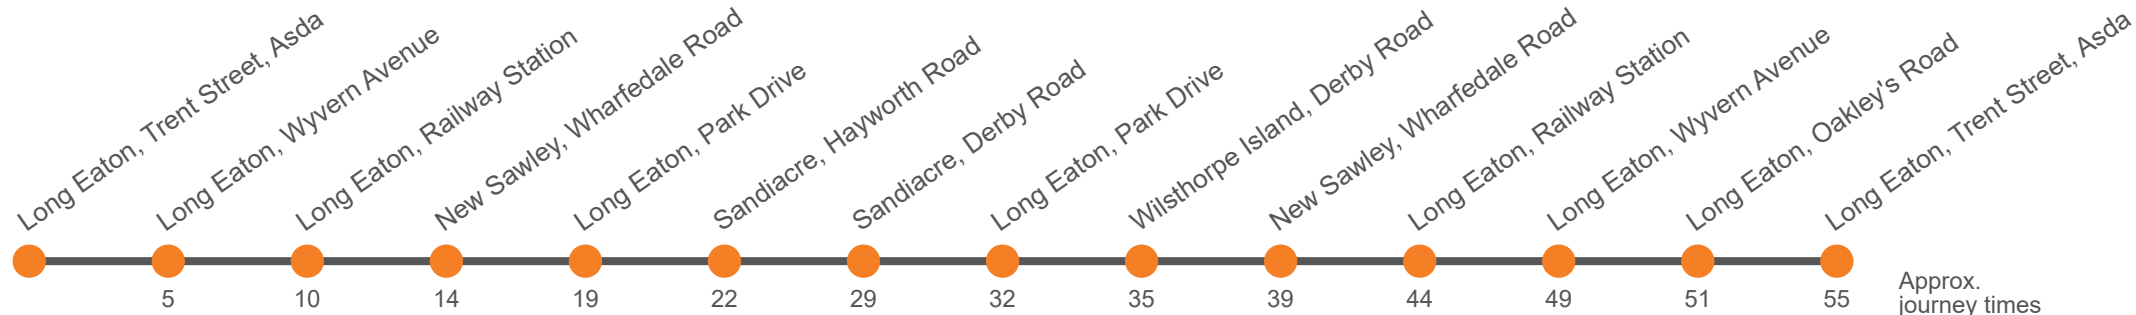 Long Eaton, Trent Street, Asda
Long Eaton, Wyvern Avenue
Long Eaton, Railway Station
New Sawley, Wharfedale Road
Long Eaton, Park Drive
Sandiacre, Hayworth Road
Sandiacre, Derby Road
Long Eaton, Park Drive
Wilsthorpe Island, Derby Road
New Sawley, Wharfedale Road
Long Eaton, Railway Station
Long Eaton, Wyvern Avenue
Long Eaton, Oakley's Road
Long Eaton, Trent Street, Asda
5 10 14 19 22 29 32 35 39 44 49 51 55
Approx.
journey times